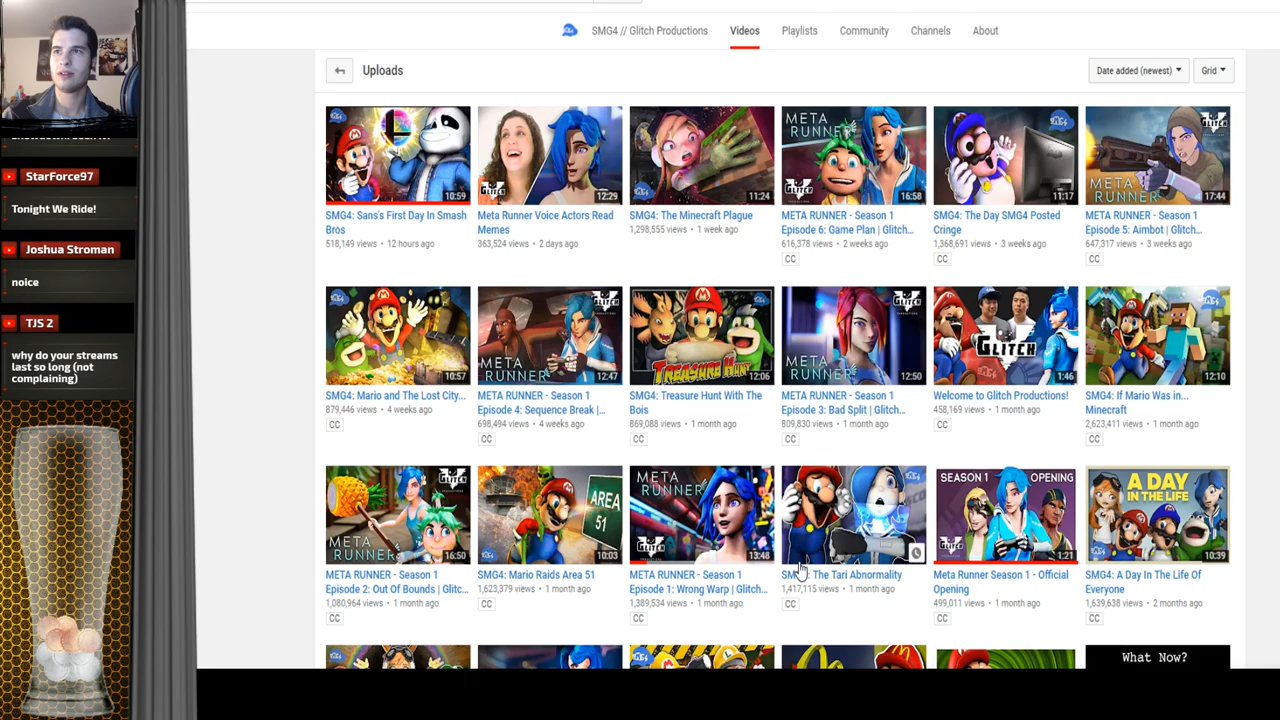 SMG4 // Glitch Productions
Videos
Playlists
Community
Channels
About
Uploads
Date added (newest)
Grid
StarForce97
Tonight We Ride!
Joshua Stroman
noice
TJS 2
why do your streams
last so long (not
complaining)
10:59
SMG4: Sans's First Day In Smash
Bros
518,149 views • 12 hours ago
GLITCH
12:29
Meta Runner Voice Actors Read
Memes
363,524 views • 2 days ago
11:24
SMG4: The Minecraft Plague
1,298,555 views • 1 week ago
META
RUNNER
GLITCH
16:58
META RUNNER - Season 1
Episode 6: Game Plan | Glitch...
616,378 views • 2 weeks ago
CC
11:17
SMG4: The Day SMG4 Posted
Cringe
1,368,691 views • 3 weeks ago
CC
GLITCH
17:44
META RUNNER - Season 1
Episode 5: Aimbot | Glitch...
647,317 views • 3 weeks ago
CC
10:57
SMG4: Mario and The Lost City...
879,446 views • 4 weeks ago
CC
GLITCH
META
RUNNER
12:47
META RUNNER - Season 1
Episode 4: Sequence Break |...
698,494 views • 4 weeks ago
CC
TREASURE HUNT
12:06
SMG4: Treasure Hunt With The
Bois
869,088 views • 1 month ago
CC
GLITCH
META
RUNNER
12:50
META RUNNER - Season 1
Episode 3: Bad Split | Glitch...
809,830 views • 1 month ago
CC
GLITCH
1:46
Welcome to Glitch Productions!
458,169 views • 1 month ago
CC
12:10
SMG4: If Mario Was in...
Minecraft
2,623,411 views • 1 month ago
CC
META
RUNNER
16:50
META RUNNER - Season 1
Episode 2: Out Of Bounds | Glitc...
1,080,964 views • 1 month ago
CC
AREA
51
10:03
SMG4: Mario Raids Area 51
1,623,379 views • 1 month ago
CC
META
RUNNER
GLITCH
13:48
META RUNNER - Season 1
Episode 1: Wrong Warp | Glitch...
1,389,534 views • 1 month ago
CC
The Tari Abnormality
1,417,115 views • 1 month ago
CC
SEASON 1 OPENING
1:21
Meta Runner Season 1 - Official
Opening
499,011 views • 1 month ago
CC
A DAY
IN THE LIFE
10:39
SMG4: A Day In The Life Of
Everyone
1,639,638 views • 2 months ago
CC
What Now?